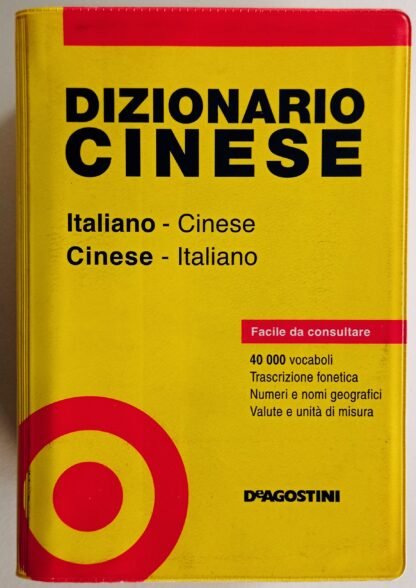 DIZIONARIO
CINESE
Italiano - Cinese
Cinese - Italiano
Facile da consultare
40 000 vocaboli
Trascrizione fonetica
Numeri e nomi geografici
Valute e unità di misura
DeAGOSTINI